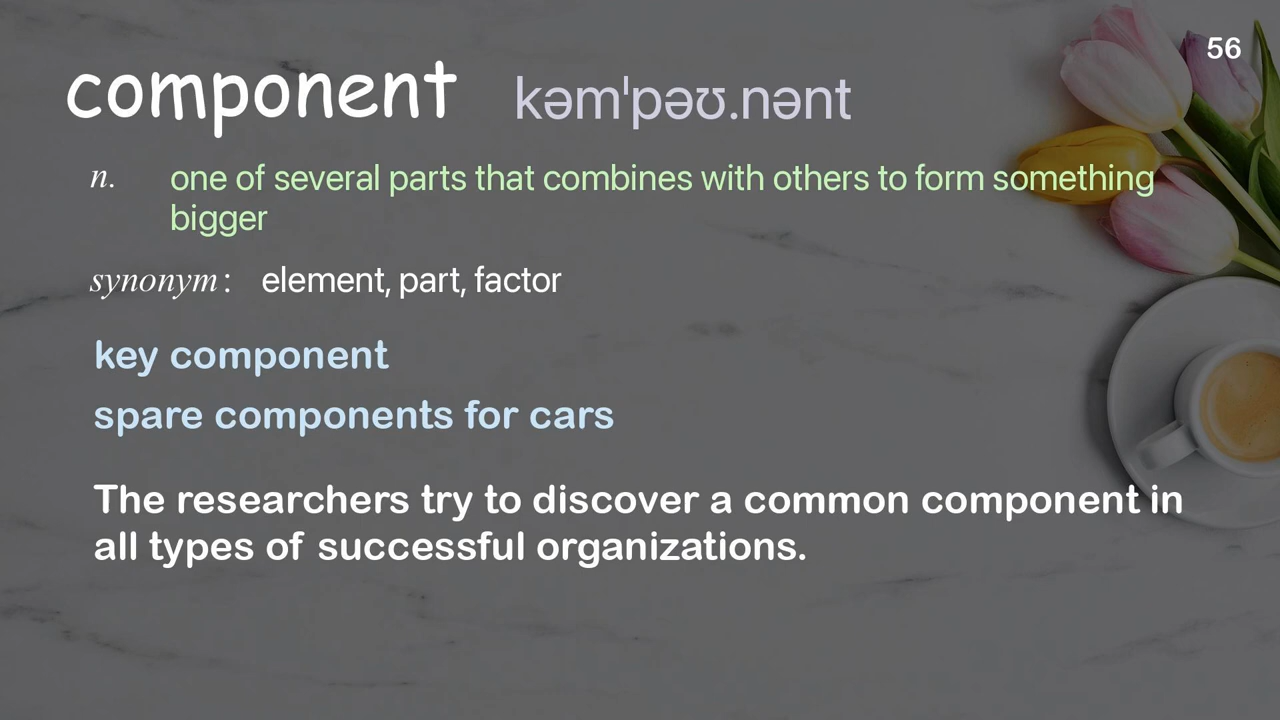 56
component kəmˈpəʊ.nənt
n. one of several parts that combines with others to form something
bigger
synonym: element, part, factor
key component
spare components for cars
The researchers try to discover a common component in
all types of successful organizations.